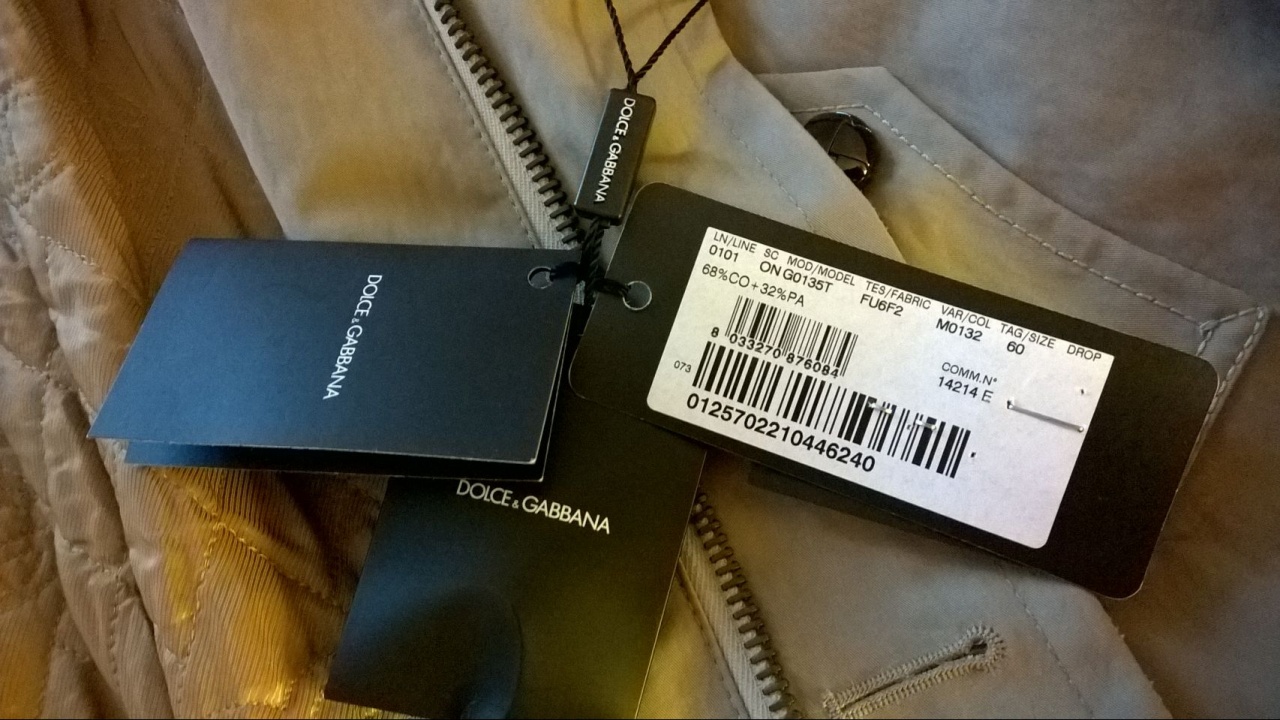 DOLCE & GABBANA
DOLCE & GABBANA
DOLCE & GABBANA
LN/LINE SC MOD/MODEL TES/FABRIC VAR/COL TAG/SIZE DROP
0101 ON G0135T FU6F2 M0132 60
68%CO+32%PA
8 033270 876084
COMM.N°
14214 E
073
0125702210446240